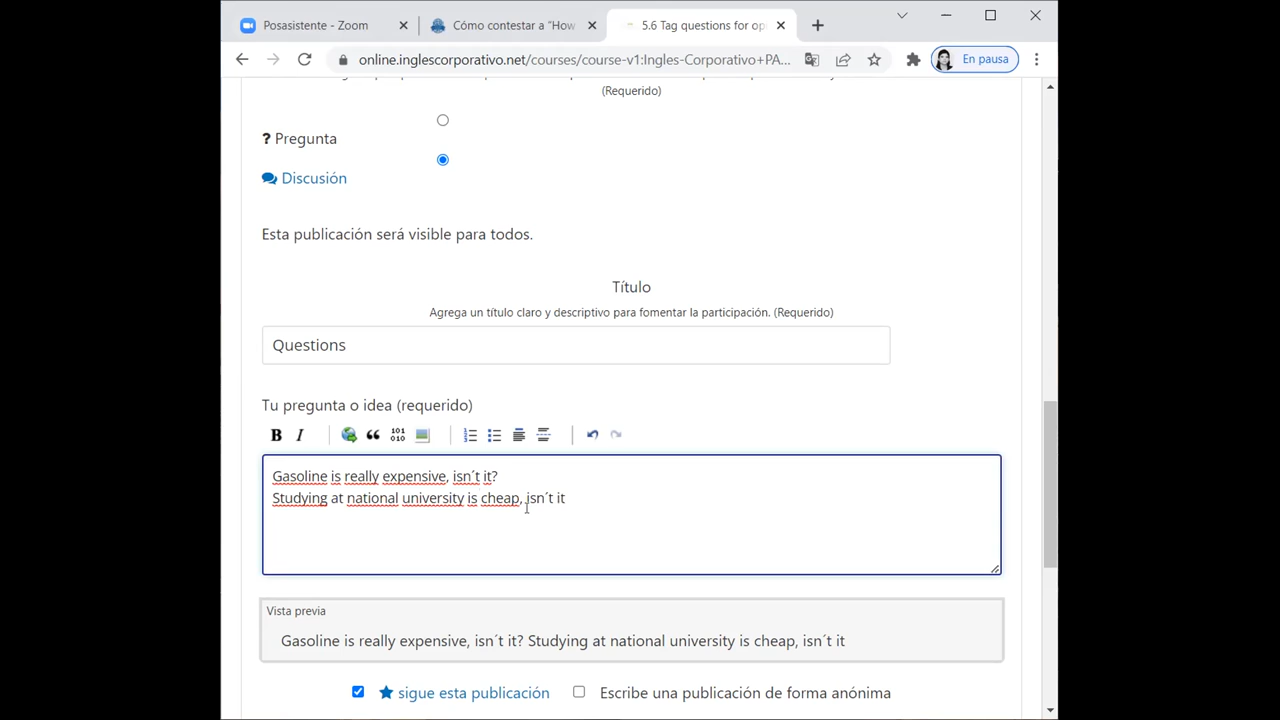 Posasistente - Zoom
Cómo contestar a "How
5.6 Tag questions for op
online.inglescorporativo.net/courses/course-v1:Ingles-Corporativo+PA...
En pausa
(Requerido)
? Pregunta
Discusión
Esta publicación será visible para todos.
Título
Agrega un título claro y descriptivo para fomentar la participación. (Requerido)
Questions
Tu pregunta o idea (requerido)
B I 101 010
Gasoline is really expensive, isn´t it?
Studying at national university is cheap, isn´t it
Vista previa
Gasoline is really expensive, isn´t it? Studying at national university is cheap, isn´t it
sigue esta publicación
Escribe una publicación de forma anónima